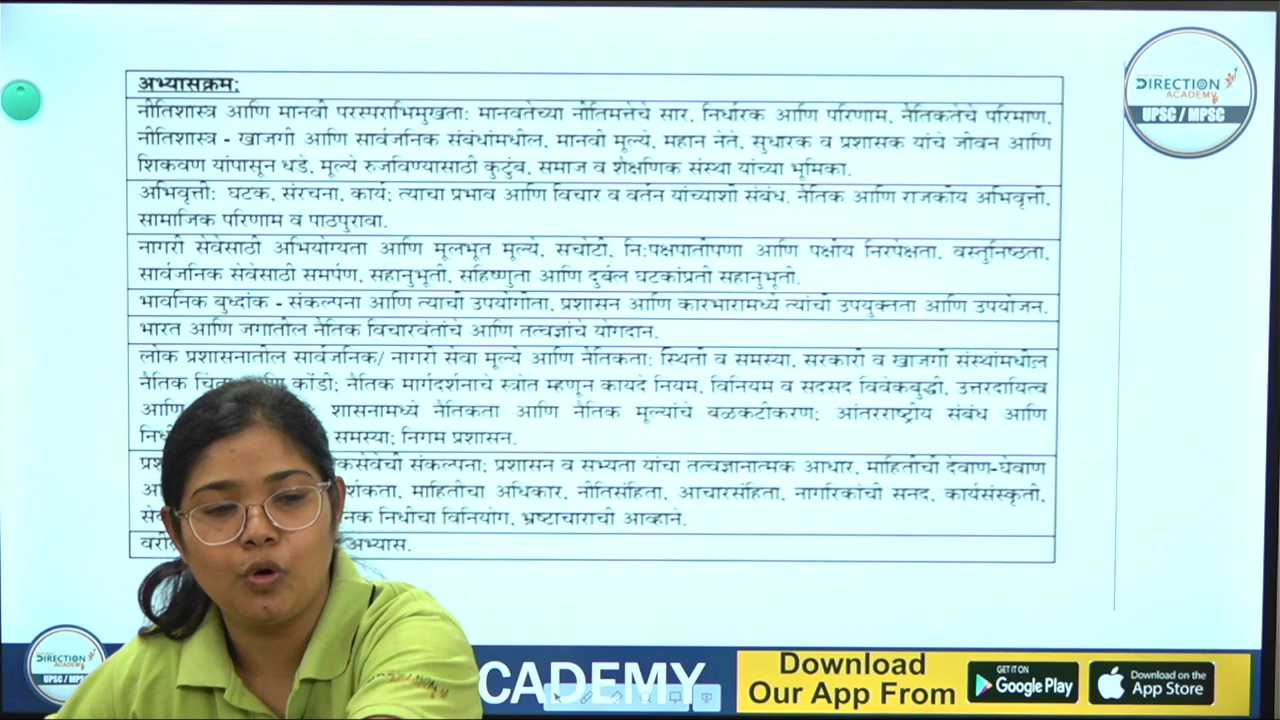 अभ्यासक्रम:
नीतिशास्त्र आणि मानवी परस्पराभिमुखता: मानवतेच्या नीतिमत्तेचे सार, निर्धारक आणि परिणाम, नैतिकतेचे परिमाण,
नीतिशास्त्र - खाजगी आणि सार्वजनिक संबंधांमधील, मानवी मूल्ये, महान नेते, सुधारक व प्रशासक यांचे जीवन आणि
शिकवण यांपासून धडे, मूल्ये रुजविण्यासाठी कुटुंब, समाज व शैक्षणिक संस्था यांच्या भूमिका.
अभिवृत्ती: घटक, संरचना, कार्य; त्याचा प्रभाव आणि विचार व वर्तन यांच्याशी संबंध, नैतिक आणि राजकीय अभिवृत्ती,
सामाजिक परिणाम व पाठपुरावा.
नागरी सेवेसाठी अभियोग्यता आणि मूलभूत मूल्ये, सचोटी, नि:पक्षपातीपणा आणि पक्षीय निरपेक्षता, वस्तुनिष्ठता,
सार्वजनिक सेवेसाठी समर्पण, सहानुभूती, सहिष्णुता आणि दुर्बल घटकांप्रती सहानुभूती.
भावनिक बुध्दांक - संकल्पना आणि त्याची उपयोगीता, प्रशासन आणि कारभारामध्ये त्यांची उपयुक्तता आणि उपयोजन.
भारत आणि जगातील नैतिक विचारवंतांचे आणि तत्वज्ञांचे योगदान.
लोक प्रशासनातील सार्वजनिक/ नागरी सेवा मूल्ये आणि नैतिकता: स्थिती व समस्या, सरकारी व खाजगी संस्थांमधील
नैतिक कोंडी; नैतिक मार्गदर्शनाचे स्त्रोत म्हणून कायदे नियम, विनियम व सदसद विवेकबुद्धी, उत्तरदायित्व
आणि शासनामध्ये नैतिकता आणि नैतिक मूल्यांचे बळकटीकरण; आंतरराष्ट्रीय संबंध आणि
समस्या; निगम प्रशासन.
संकल्पना; प्रशासन व सभ्यता यांचा तत्वज्ञानात्मक आधार, माहितीची देवाण-घेवाण
माहितीचा अधिकार, नीतिसंहिता, आचारसंहिता, नागरिकांची सनद, कार्यसंस्कृती,
निधीचा विनियोग, भ्रष्टाचाराची आव्हाने.
अभ्यास.
DIRECTION
ACADEMY
UPSC / MPSC
DIRECTION
ACADEMY
UPSC / MPSC
CADEMY
Download
Our App From
GET IT ON
Google Play
Download on the
App Store